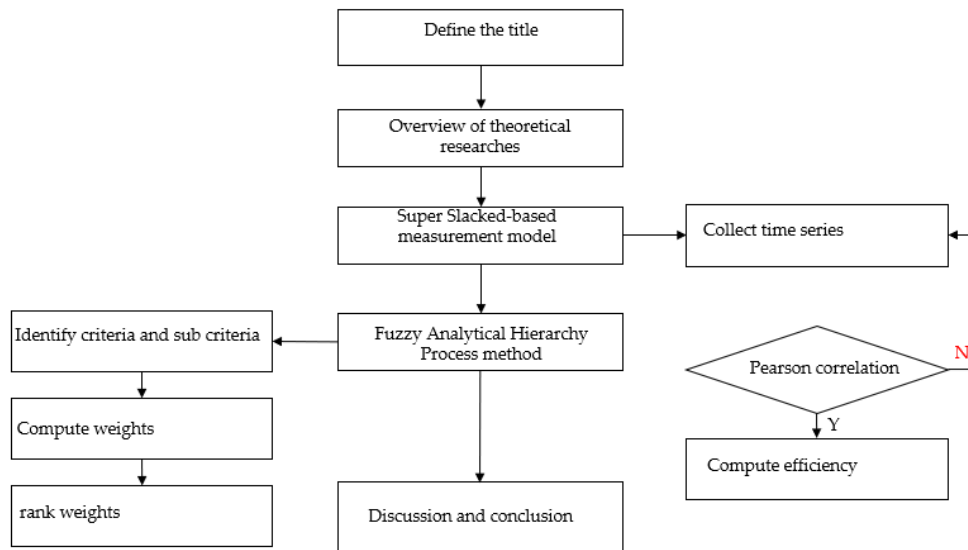 Define the title
Overview of theoretical
researches
Super Slacked-based
measurement model
Collect time series
Fuzzy Analytical Hierarchy
Process method
Identify criteria and sub criteria
Pearson correlation
N
Y
Compute weights
Compute efficiency
rank weights
Discussion and conclusion